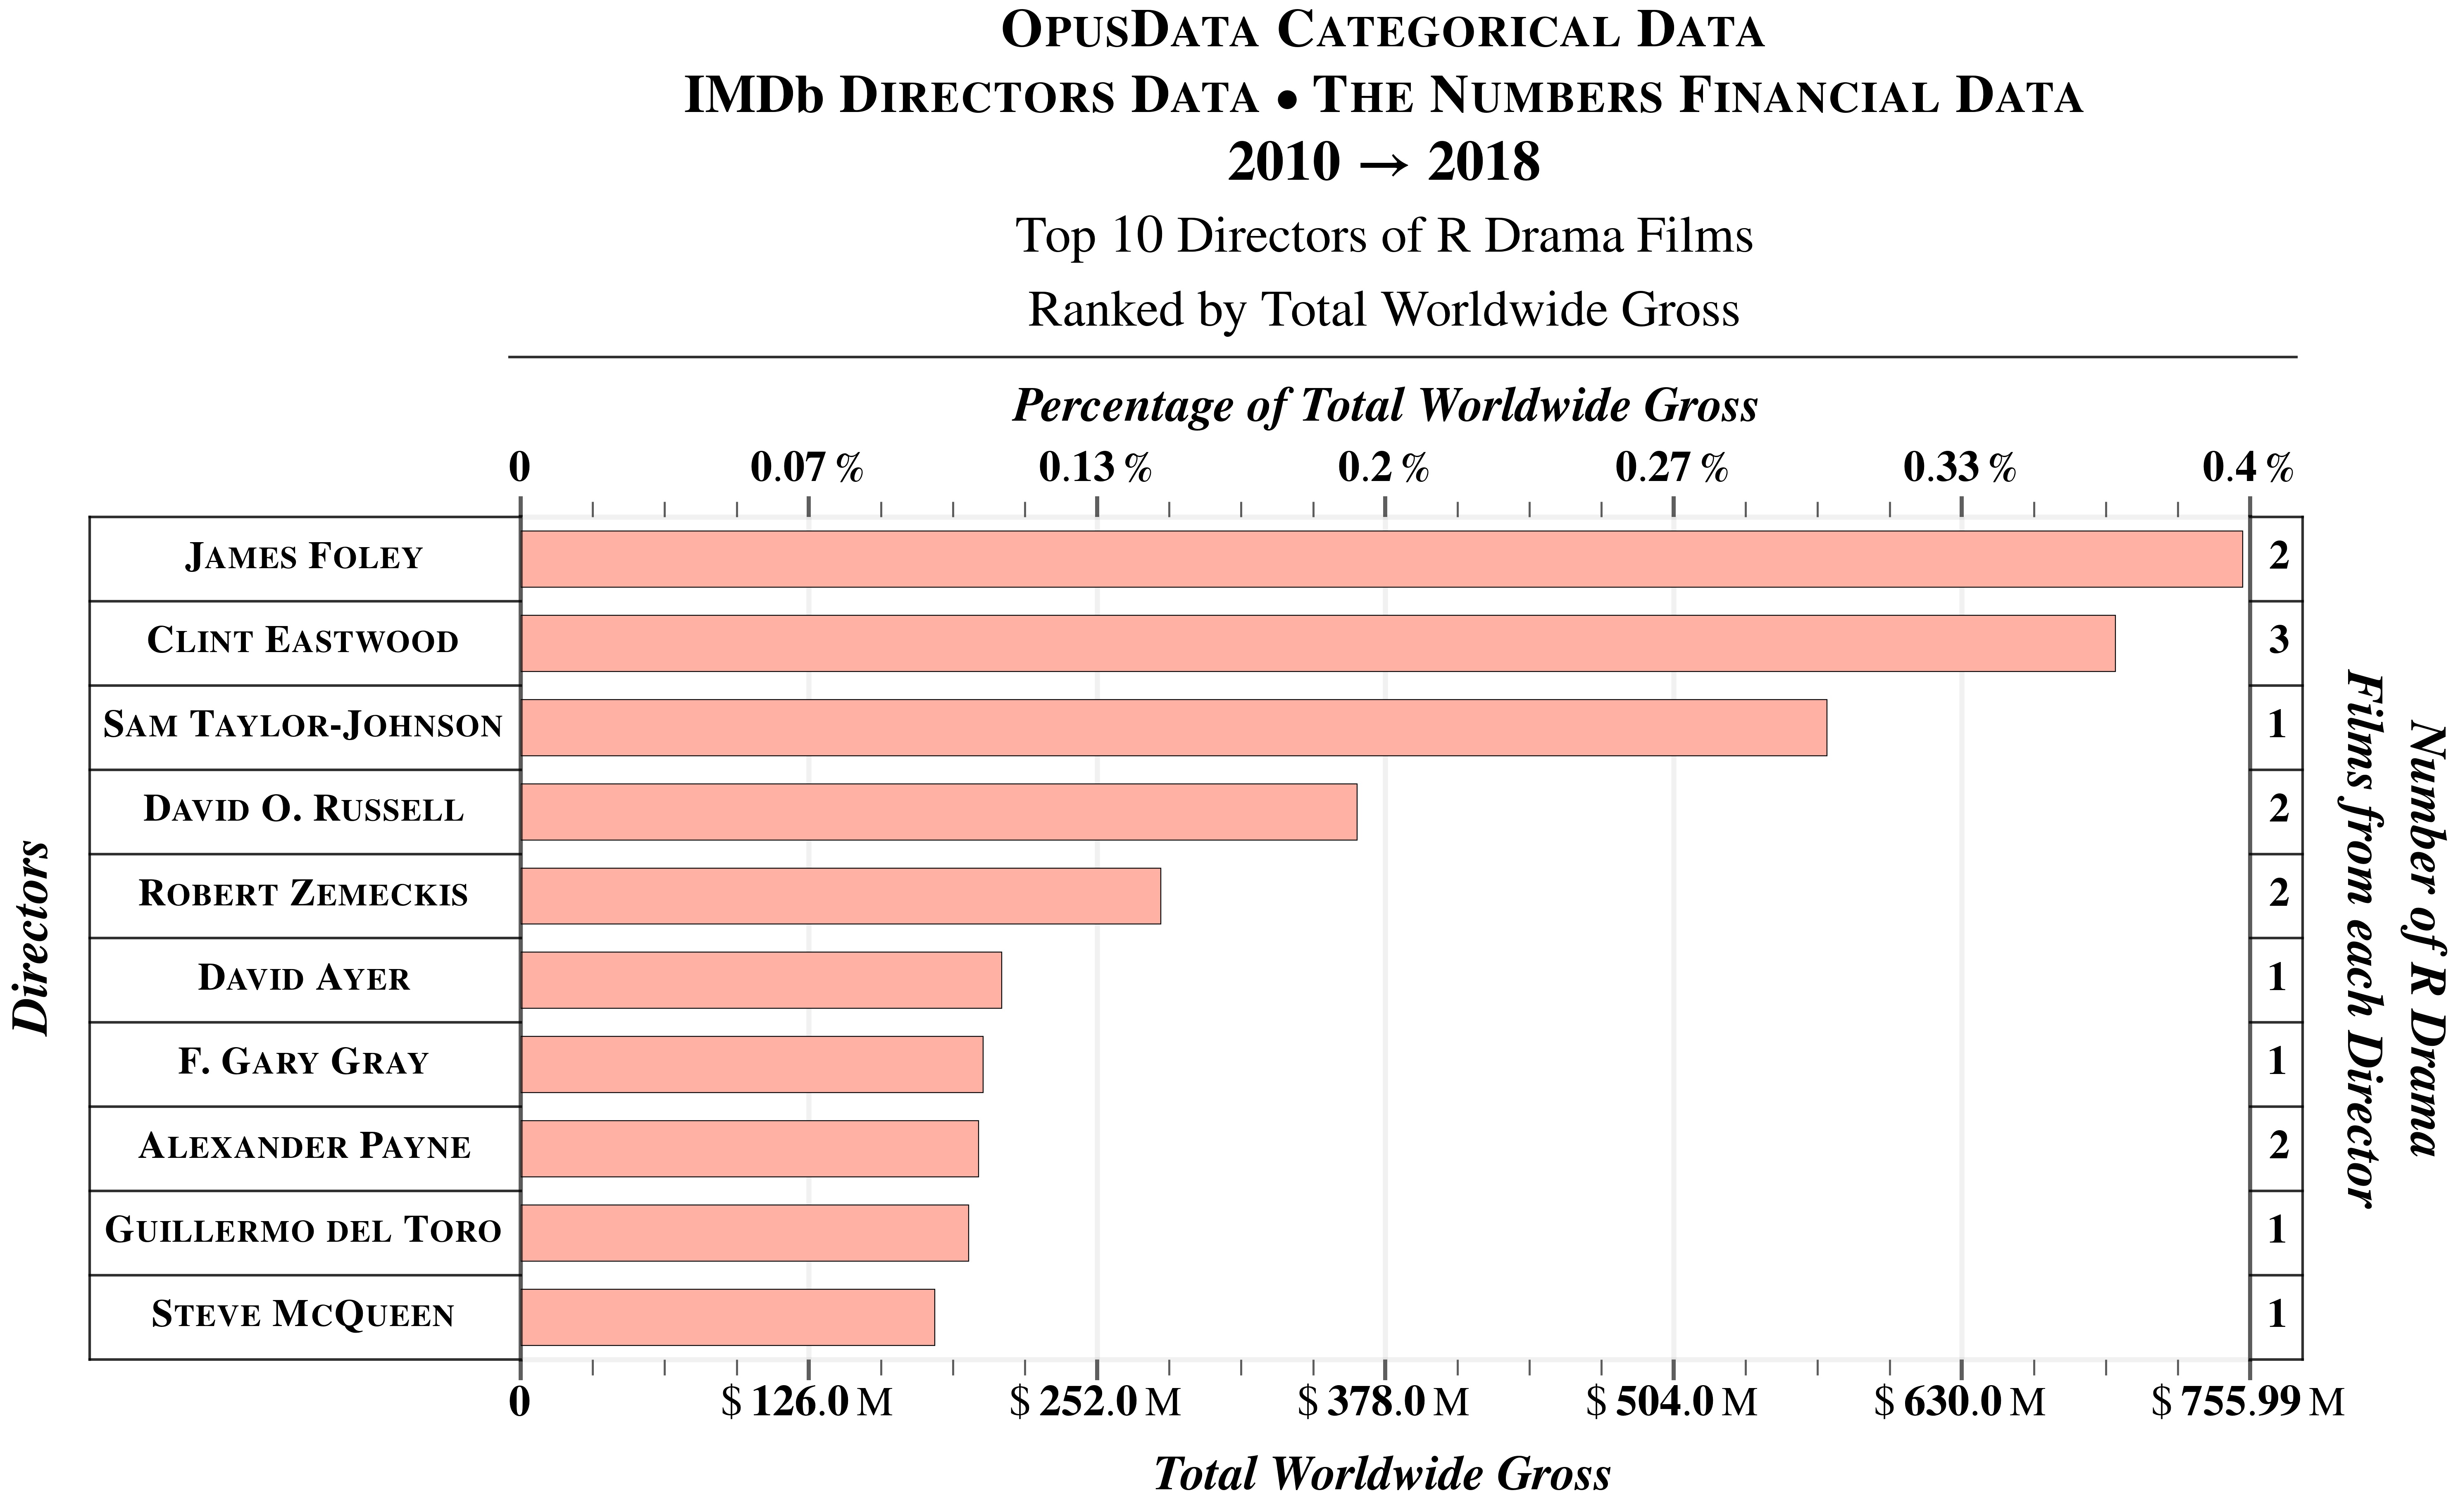 OpusData Categorical Data
IMDb Directors Data • The Numbers Financial Data
2010 → 2018
Top 10 Directors of R Drama Films
Ranked by Total Worldwide Gross
Percentage of Total Worldwide Gross
0 0.07 % 0.13 % 0.2 % 0.27 % 0.33 % 0.4 %
James Foley 2
Clint Eastwood 3
Sam Taylor-Johnson 1
David O. Russell 2
Robert Zemeckis 2
David Ayer 1
F. Gary Gray 1
Alexander Payne 2
Guillermo del Toro 1
Steve McQueen 1
0 $ 126.0 M $ 252.0 M $ 378.0 M $ 504.0 M $ 630.0 M $ 755.99 M
Total Worldwide Gross
Directors
Number of R Drama
Films from each Director